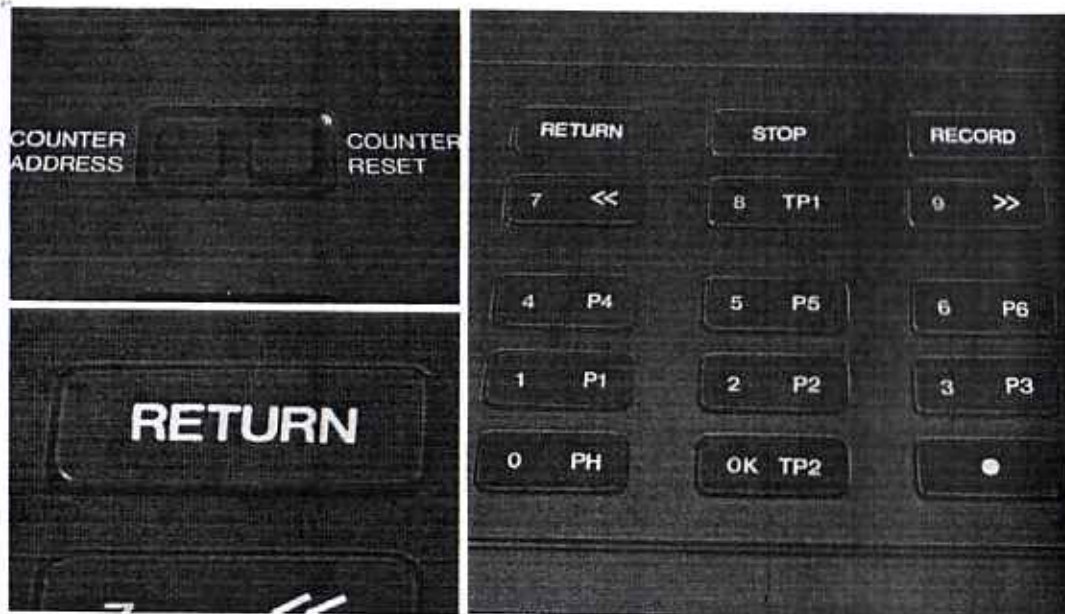 COUNTER
ADDRESS
COUNTER
RESET
RETURN
7 <<
RETURN STOP RECORD
7 << 8 TP1 9 >>
4 P4 5 P5 6 P6
1 P1 2 P2 3 P3
0 PH OK TP2 ●